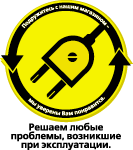 Подружитесь с нашим магазином –
мы уверены Вам понравится.
Решаем любые
проблемы, возникшие
при эксплуатации.